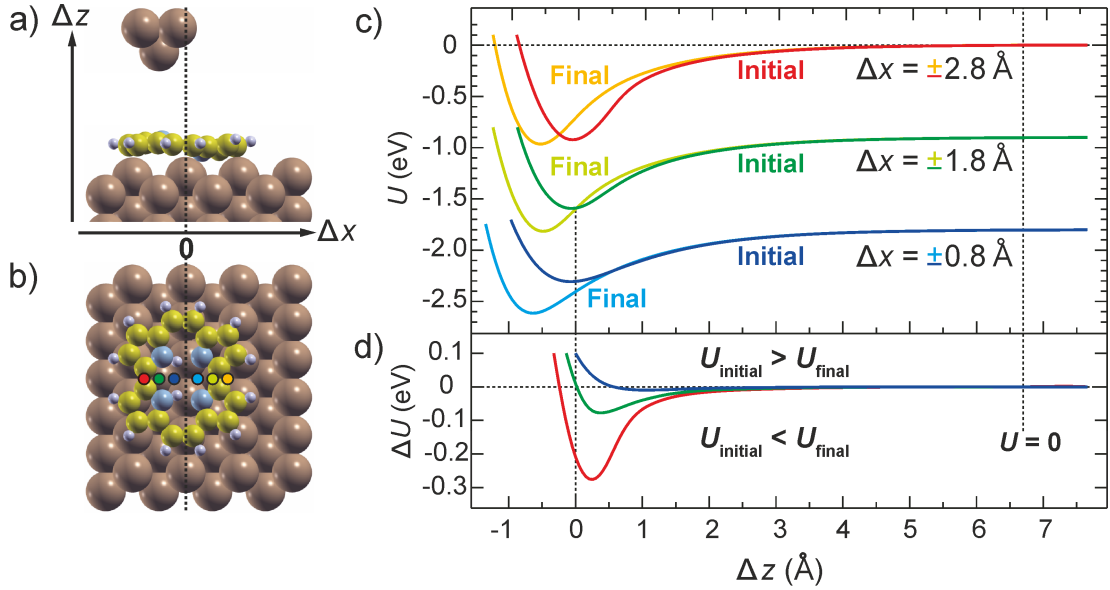 a)
Δz
Δx
0
b)
c)
U (eV)
0
-0.5
-1.0
-1.5
-2.0
-2.5
Final
Initial
Δx = ±2.8 Å
Final
Initial
Δx = ±1.8 Å
Initial
Δx = ±0.8 Å
Final
d)
ΔU (eV)
0.1
0
-0.1
-0.2
-0.3
Uinitial > Ufinal
Uinitial < Ufinal
U = 0
-1 0 1 2 3 4 5 6 7
Δz (Å)